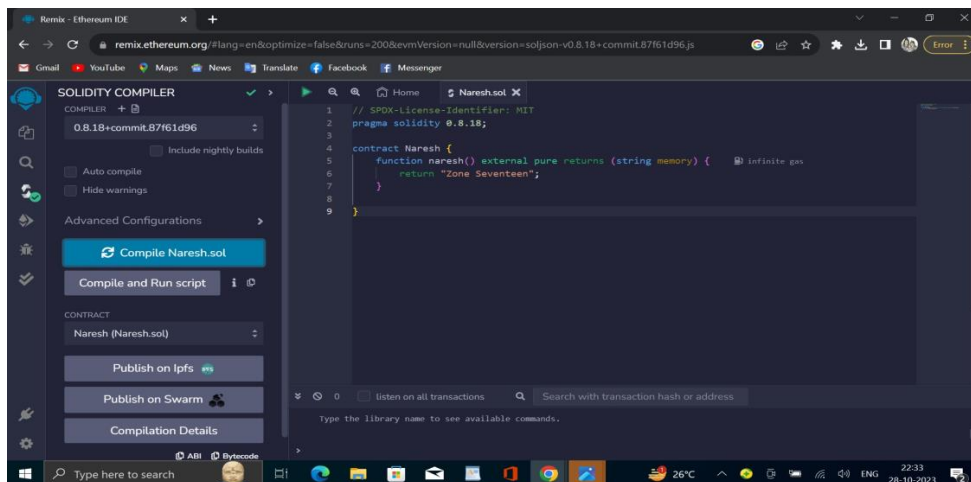 Remix - Ethereum IDE
remix.ethereum.org/#lang=en&optimize=false&runs=200&evmVersion=null&version=soljson-v0.8.18+commit.87f61d96.js
Error
Gmail YouTube Maps News Translate Facebook Messenger
SOLIDITY COMPILER
COMPILER
0.8.18+commit.87f61d96
Include nightly builds
Auto compile
Hide warnings
Advanced Configurations
Compile Naresh.sol
Compile and Run script
CONTRACT
Naresh (Naresh.sol)
Publish on Ipfs
Publish on Swarm
Compilation Details
ABI Bytecode
Home Naresh.sol
1 // SPDX-License-Identifier: MIT
2 pragma solidity 0.8.18;
3
4 contract Naresh {
5 function naresh() external pure returns (string memory) { infinite gas
6 return "Zone Seventeen";
7 }
8
9 }
0 listen on all transactions Search with transaction hash or address
Type the library name to see available commands.
>
Type here to search
26°C ENG 22:33
28-10-2023